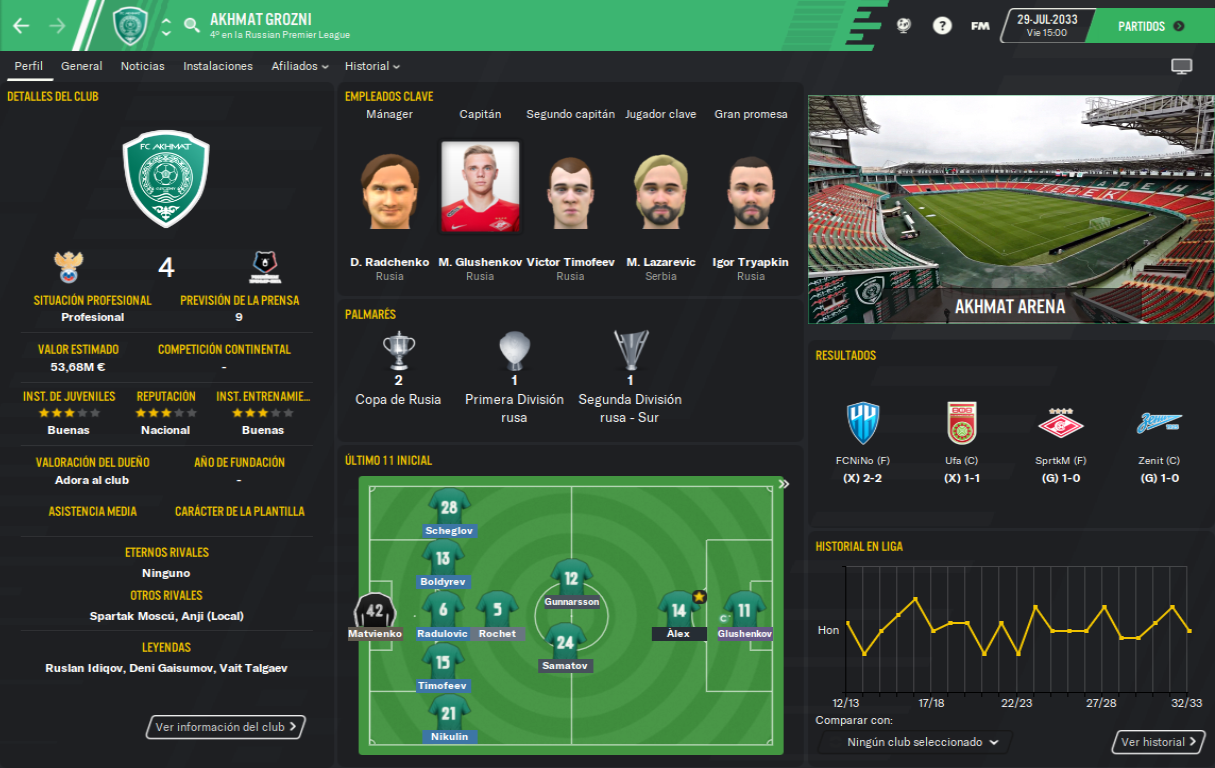 AKHMAT GROZNI
4º en la Russian Premier League
FM
29-JUL-2033
Vie 15:00
PARTIDOS
Perfil
General
Noticias
Instalaciones
Afiliados
Historial
DETALLES DEL CLUB
FC AKHMAT
4
SITUACIÓN PROFESIONAL
Profesional
PREVISIÓN DE LA PRENSA
9
VALOR ESTIMADO
53,68M €
COMPETICIÓN CONTINENTAL
-
INST. DE JUVENILES
Buenas
REPUTACIÓN
Nacional
INST. ENTRENAMIE...
Buenas
VALORACIÓN DEL DUEÑO
Adora al club
AÑO DE FUNDACIÓN
-
ASISTENCIA MEDIA
CARÁCTER DE LA PLANTILLA
ETERNOS RIVALES
Ninguno
OTROS RIVALES
Spartak Moscú, Anji (Local)
LEYENDAS
Ruslan Idiqov, Deni Gaisumov, Vait Talgaev
Ver información del club
EMPLEADOS CLAVE
Mánager
Capitán
Segundo capitán
Jugador clave
Gran promesa
D. Radchenko
Rusia
M. Glushenkov
Rusia
Victor Timofeev
Rusia
M. Lazarevic
Serbia
Igor Tryapkin
Rusia
PALMARÉS
2
Copa de Rusia
1
Primera División
rusa
1
Segunda División
rusa - Sur
ÚLTIMO 11 INICIAL
28
Scheglov
13
Boldyrev
42
Matvienko
6
Radulovic
5
Rochet
12
Gunnarsson
14
Álex
C
11
Glushenkov
24
Samatov
15
Timofeev
21
Nikulin
AKHMAT ARENA
RESULTADOS
FCNiNo (F)
(X) 2-2
Ufa (C)
(X) 1-1
SprtkM (F)
(G) 1-0
Zenit (C)
(G) 1-0
HISTORIAL EN LIGA
Hon
12/13
17/18
22/23
27/28
32/33
Comparar con:
Ningún club seleccionado
Ver historial